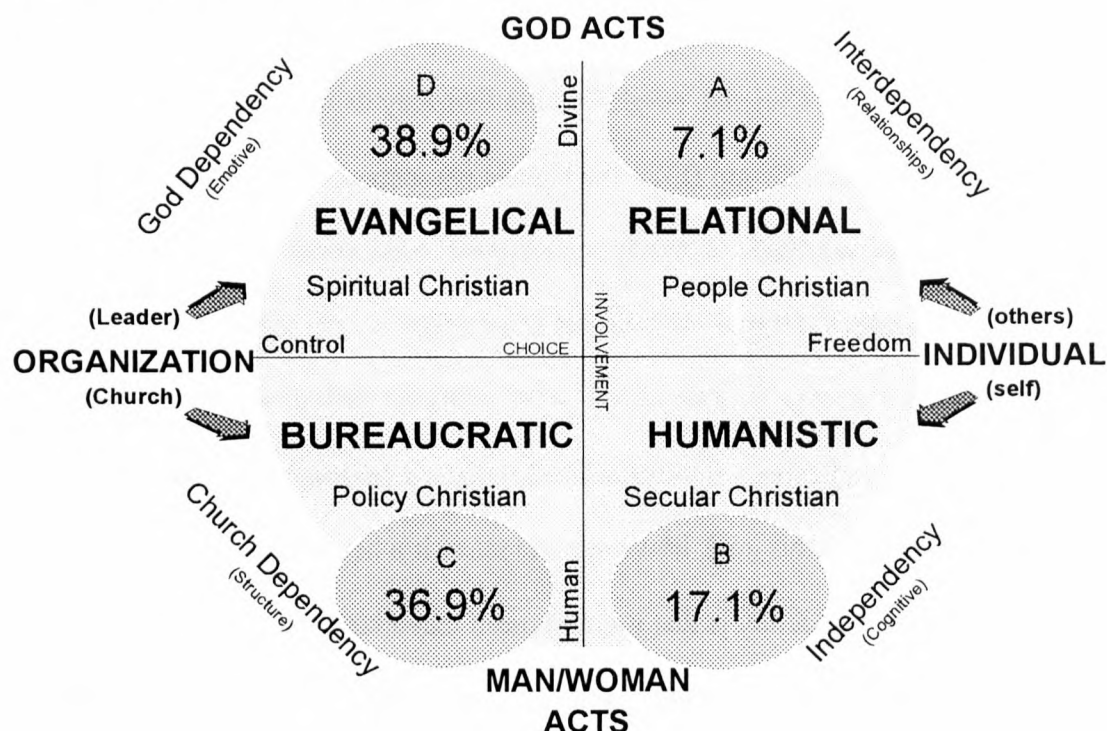 GOD ACTS
God Dependency
(Emotive)
D
38.9%
Divine
A
7.1%
Interdependency
(Relationships)
EVANGELICAL
RELATIONAL
Spiritual Christian
People Christian
(Leader)
(others)
ORGANIZATION
Control
CHOICE
INVOLVEMENT
Freedom
INDIVIDUAL
(Church)
(self)
BUREAUCRATIC
HUMANISTIC
Policy Christian
Secular Christian
Church Dependency
(Structure)
C
36.9%
Human
B
17.1%
Independency
(Cognitive)
MAN/WOMAN
ACTS